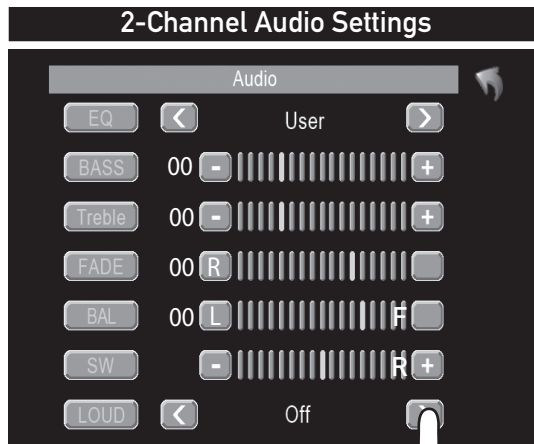 2-Channel Audio Settings
Audio
EQ < User >
BASS 00 - +
Treble 00 - +
FADE 00 R
BAL 00 L F
SW - R +
LOUD < Off >